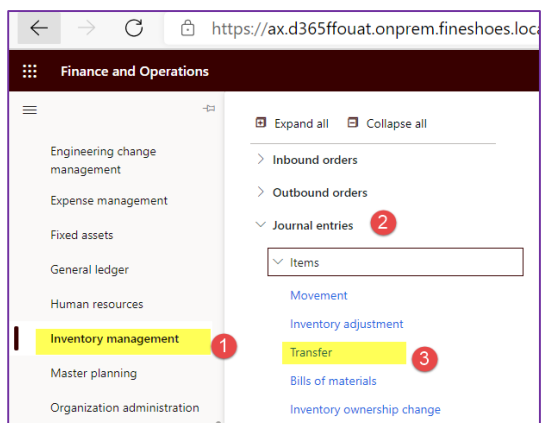 https://ax.d365ffouat.onprem.fineshoes.loca
Finance and Operations
Expand all Collapse all
Engineering change
management
Expense management
Fixed assets
General ledger
Human resources
Inventory management 1
Master planning
Organization administration
Inbound orders
Outbound orders
Journal entries 2
Items
Movement
Inventory adjustment
Transfer 3
Bills of materials
Inventory ownership change